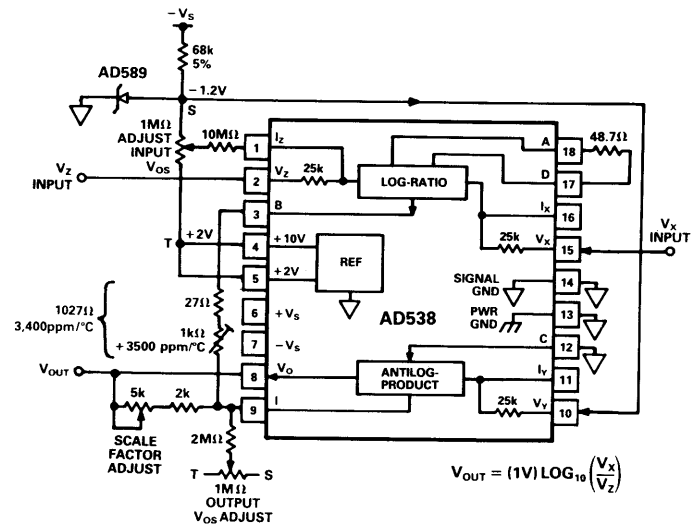 −VS
68k
5%
AD589
−1.2V
S
1MΩ
ADJUST
INPUT
VOS
10MΩ
1
IZ
A
18
48.7Ω
VZ
INPUT
2
VZ
25k
LOG-RATIO
D
17
3
B
IX
16
T
+2V
4
+10V
REF
25k
VX
15
VX
INPUT
5
+2V
SIGNAL
GND
14
1027Ω
3,400ppm/°C
27Ω
6
+VS
AD538
PWR
GND
13
1kΩ
+3500 ppm/°C
7
−VS
C
12
VOUT
8
VO
ANTILOG-
PRODUCT
IY
11
5k
2k
9
I
25k
VY
10
SCALE
FACTOR
ADJUST
2MΩ
T
S
1MΩ
OUTPUT
VOS ADJUST
VOUT = (1V) LOG10 (VX/VZ)